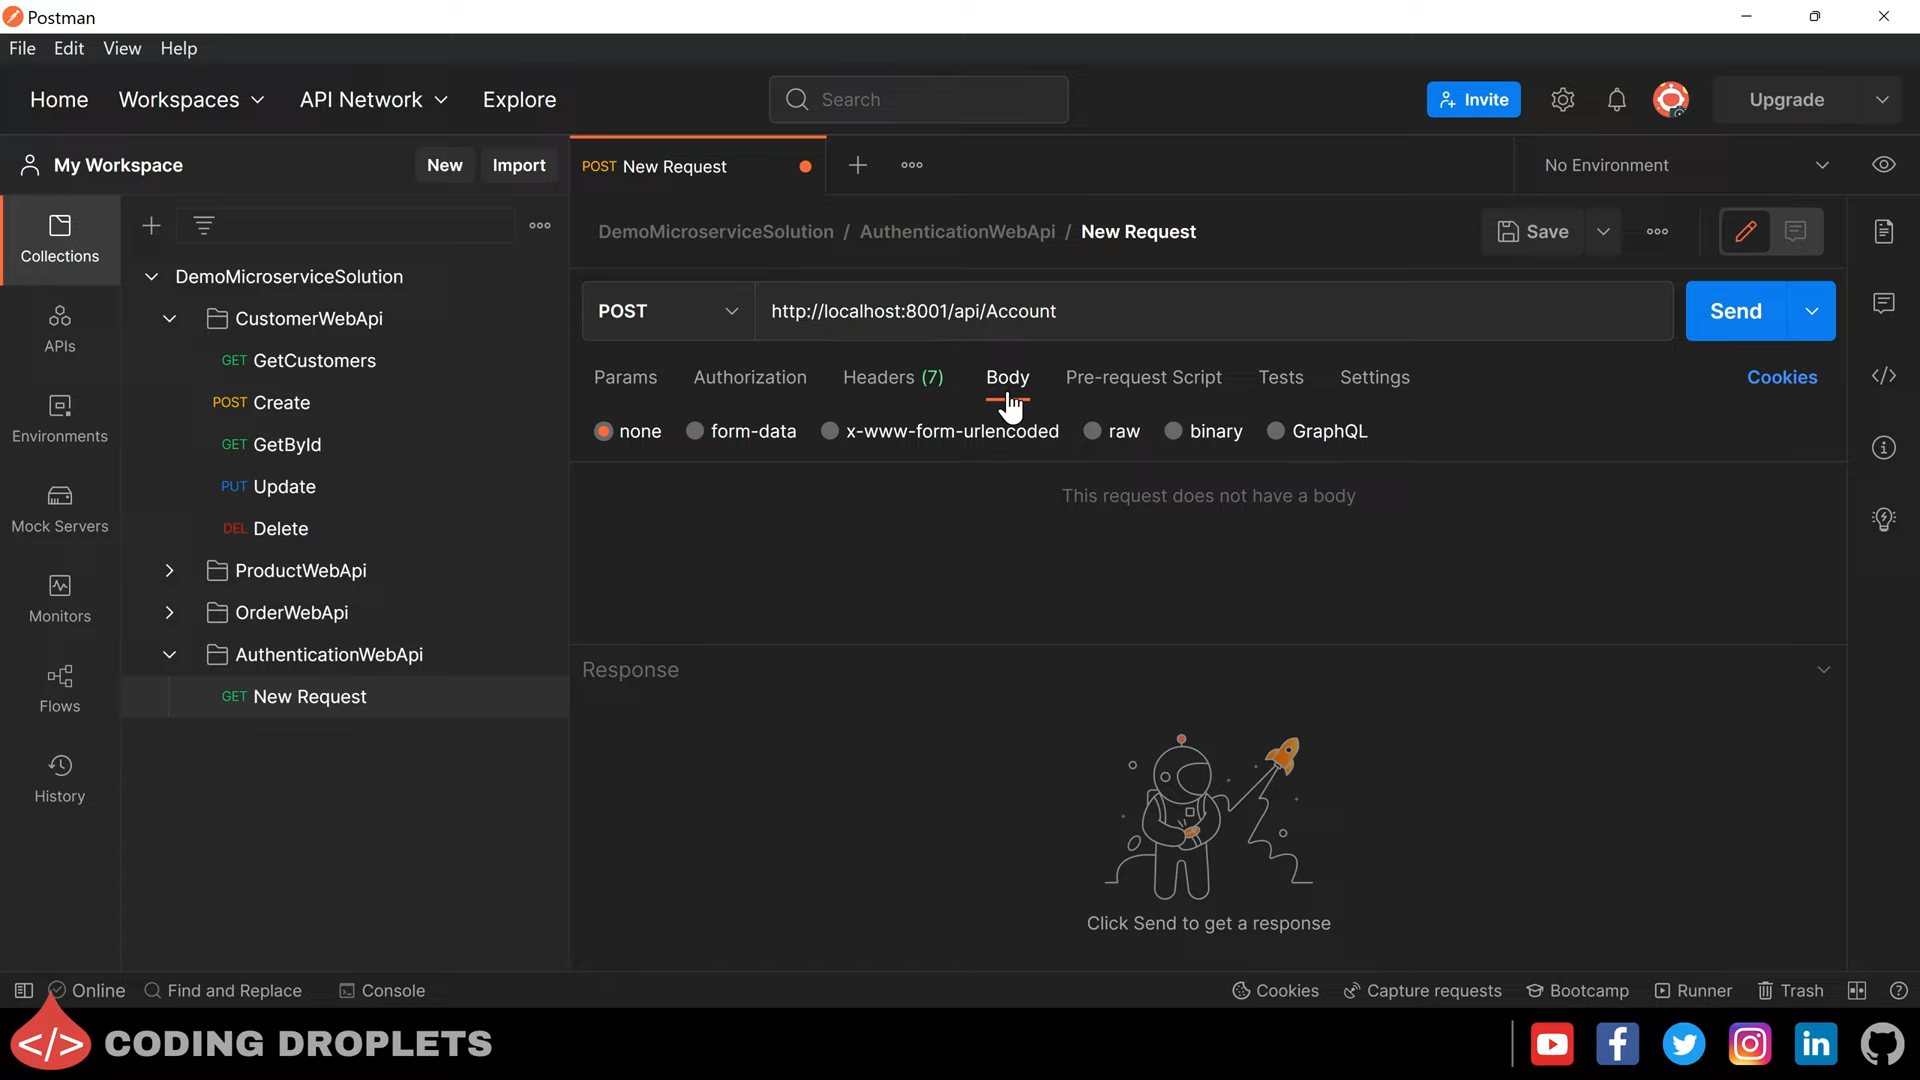 Postman
File Edit View Help
Home Workspaces API Network Explore Search Invite Upgrade
My Workspace New Import POST New Request No Environment
Collections
DemoMicroserviceSolution / AuthenticationWebApi / New Request Save
DemoMicroserviceSolution
CustomerWebApi
GET GetCustomers
POST Create
GET GetById
PUT Update
DEL Delete
ProductWebApi
OrderWebApi
AuthenticationWebApi
GET New Request
APIs
Environments
Mock Servers
Monitors
Flows
History
POST http://localhost:8001/api/Account Send
Params Authorization Headers (7) Body Pre-request Script Tests Settings Cookies
none form-data x-www-form-urlencoded raw binary GraphQL
This request does not have a body
Response
Click Send to get a response
Online Find and Replace Console Cookies Capture requests Bootcamp Runner Trash
</> CODING DROPLETS
in